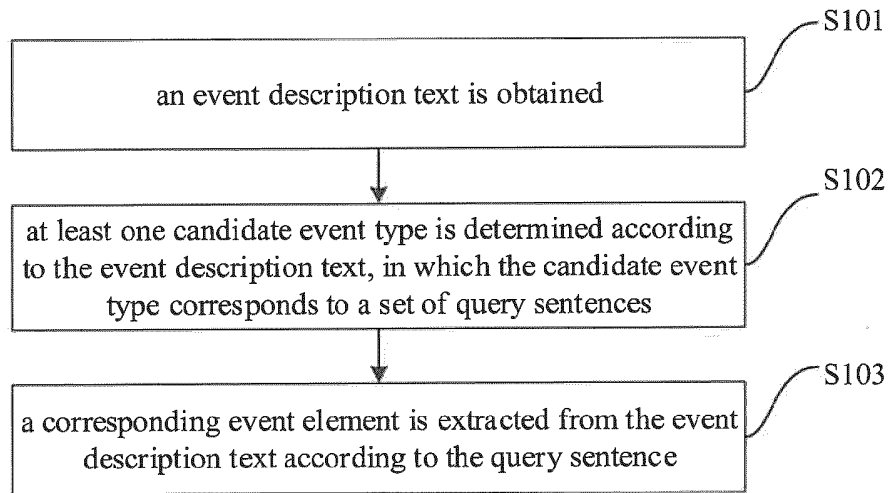 S101
an event description text is obtained
S102
at least one candidate event type is determined according
to the event description text, in which the candidate event
type corresponds to a set of query sentences
S103
a corresponding event element is extracted from the event
description text according to the query sentence